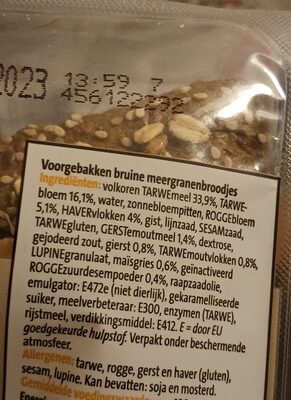 2023 13:59 7
456122232
Voorgebakken bruine meergranenbroodjes
Ingrediënten: volkoren TARWEmeel 33,9%, TARWE-
bloem 16,1%, water, zonnebloempitten, ROGGEbloem
5,1%, HAVERvlokken 4%, gist, lijnzaad, SESAMzaad,
TARWEgluten, GERSTEmoutmeel 1,4%, dextrose,
gejodeerd zout, gierst 0,8%, TARWEmoutvlokken 0,8%,
LUPINEgranulaat, maïsgries 0,6%, geïnactiveerd
ROGGEzuurdesempoeder 0,4%, raapzaadolie,
emulgator: E472e (niet dierlijk), gekaramelliseerde
suiker, meelverbeteraar: E300, enzymen (TARWE),
rijstmeel, verdikkingsmiddel: E412. E = door EU
goedgekeurde hulpstof. Verpakt onder beschermende
atmosfeer.
Allergenen: tarwe, rogge, gerst en haver (gluten),
sesam, lupine. Kan bevatten: soja en mosterd.
Gemiddelde voedingswaarde